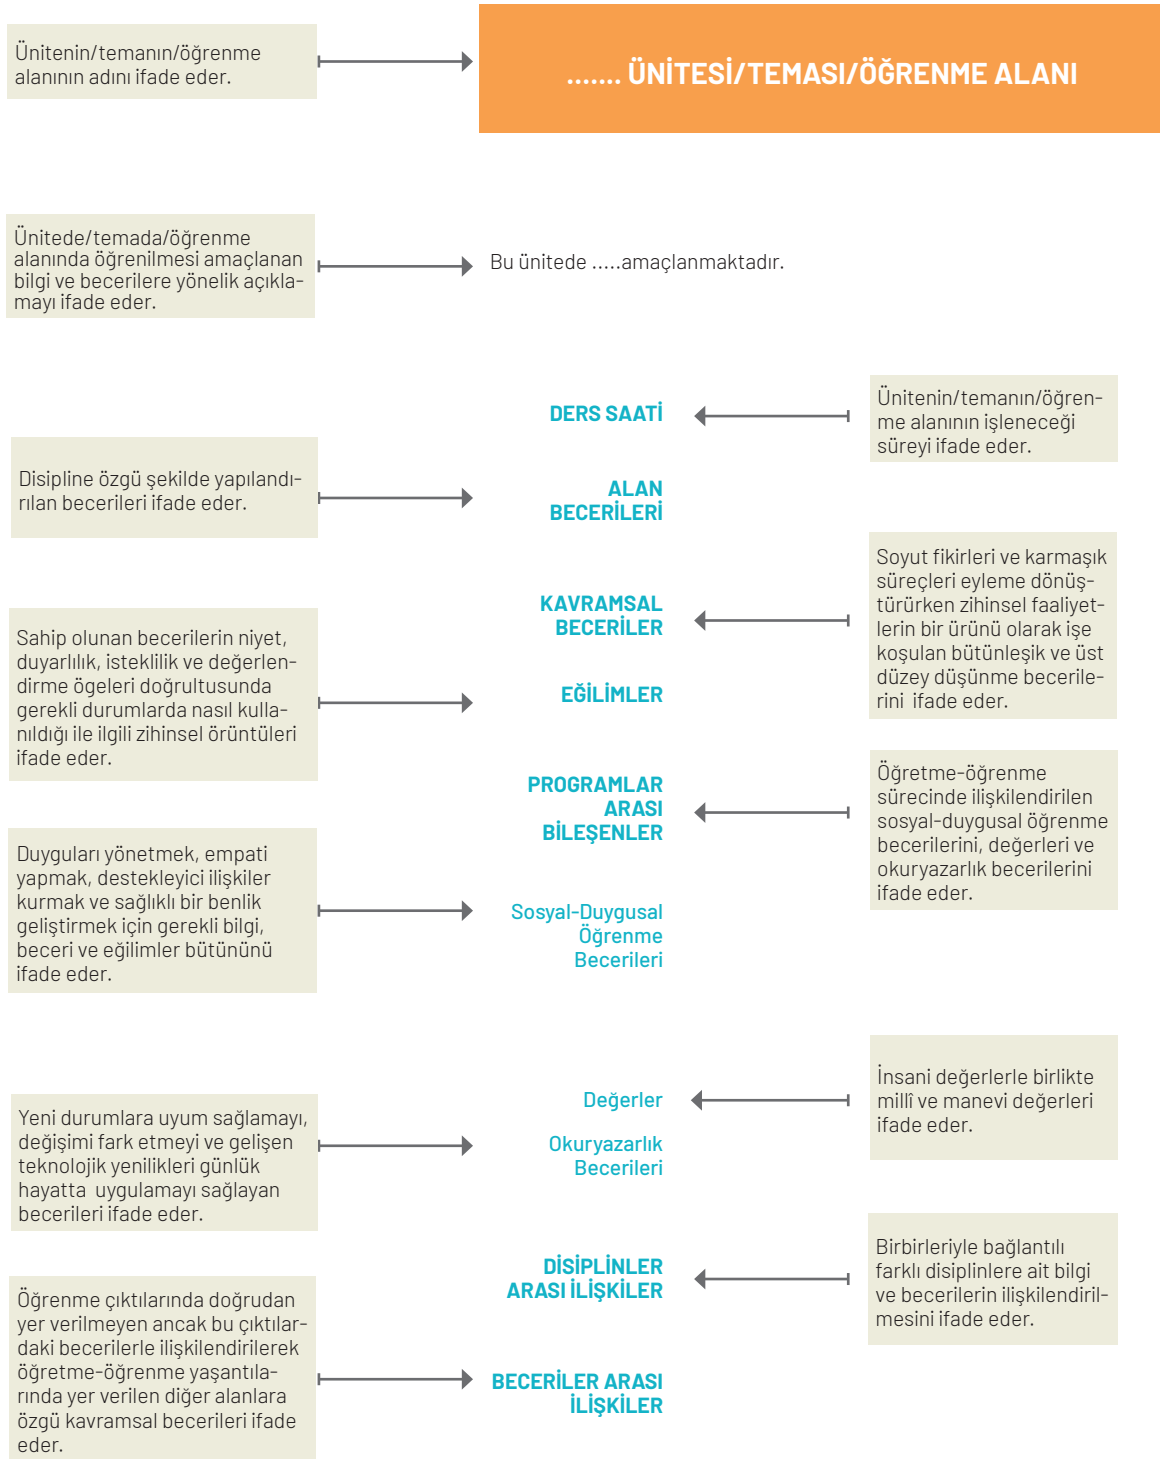 Ünitenin/temanın/öğrenme
alanının adını ifade eder.
....... ÜNİTESİ/TEMASI/ÖĞRENME ALANI
Ünitede/temada/öğrenme
alanında öğrenilmesi amaçlanan
bilgi ve becerilere yönelik açıkla-
mayı ifade eder.
Bu ünitede .....amaçlanmaktadır.
DERS SAATİ
Ünitenin/temanın/öğren-
me alanının işleneceği
süreyi ifade eder.
Disipline özgü şekilde yapılandı-
rılan becerileri ifade eder.
ALAN
BECERİLERİ
KAVRAMSAL
BECERİLER
Soyut fikirleri ve karmaşık
süreçleri eyleme dönüş-
türürken zihinsel faaliyet-
lerin bir ürünü olarak işe
koşulan bütünleşik ve üst
düzey düşünme becerile-
rini  ifade eder.
Sahip olunan becerilerin niyet,
duyarlılık, isteklilik ve değerlen-
dirme ögeleri doğrultusunda
gerekli durumlarda nasıl kulla-
nıldığı ile ilgili zihinsel örüntüleri
ifade eder.
EĞİLİMLER
PROGRAMLAR
ARASI
BİLEŞENLER
Öğretme-öğrenme
sürecinde ilişkilendirilen
sosyal-duygusal öğrenme
becerilerini, değerleri ve
okuryazarlık becerilerini
ifade eder.
Duyguları yönetmek, empati
yapmak, destekleyici ilişkiler
kurmak ve sağlıklı bir benlik
geliştirmek için gerekli bilgi,
beceri ve eğilimler bütününü
ifade eder.
Sosyal-Duygusal
Öğrenme
Becerileri
Değerler
İnsani değerlerle birlikte
millî ve manevi değerleri
ifade eder.
Yeni durumlara uyum sağlamayı,
değişimi fark etmeyi ve gelişen
teknolojik yenilikleri günlük
hayatta  uygulamayı sağlayan
becerileri ifade eder.
Okuryazarlık
Becerileri
DİSİPLİNLER
ARASI İLİŞKİLER
Birbirleriyle bağlantılı
farklı disiplinlere ait bilgi
ve becerilerin ilişkilendiril-
mesini ifade eder.
Öğrenme çıktılarında doğrudan
yer verilmeyen ancak bu çıktılar-
daki becerilerle ilişkilendirilerek
öğretme-öğrenme yaşantıla-
rında yer verilen diğer alanlara
özgü kavramsal becerileri ifade
eder.
BECERİLER ARASI
İLİŞKİLER